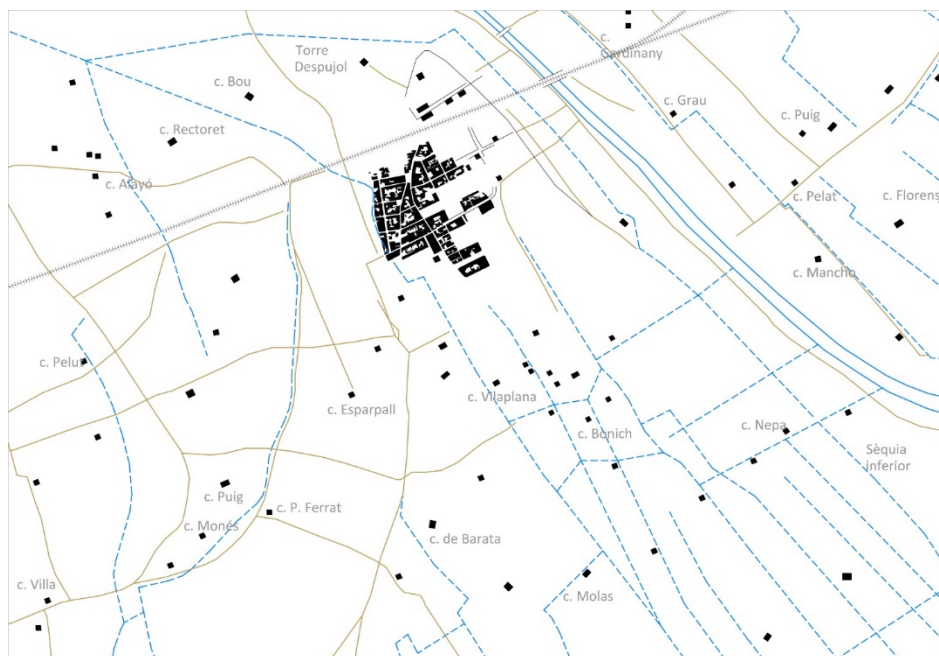 c.
Gardinany
Torre
Despujol
c. Bou
c. Grau
c. Puig
c. Rectoret
c. Alayó
c. Pelat
c. Florens
c. Mancho
c. Pelut
c. Esparpall
c. Vilaplana
c. Bonich
c. Nepa
Sèquia
inferior
c. Puig
c. Monés
c. P. Ferrat
c. de Barata
c. Villa
c. Molas